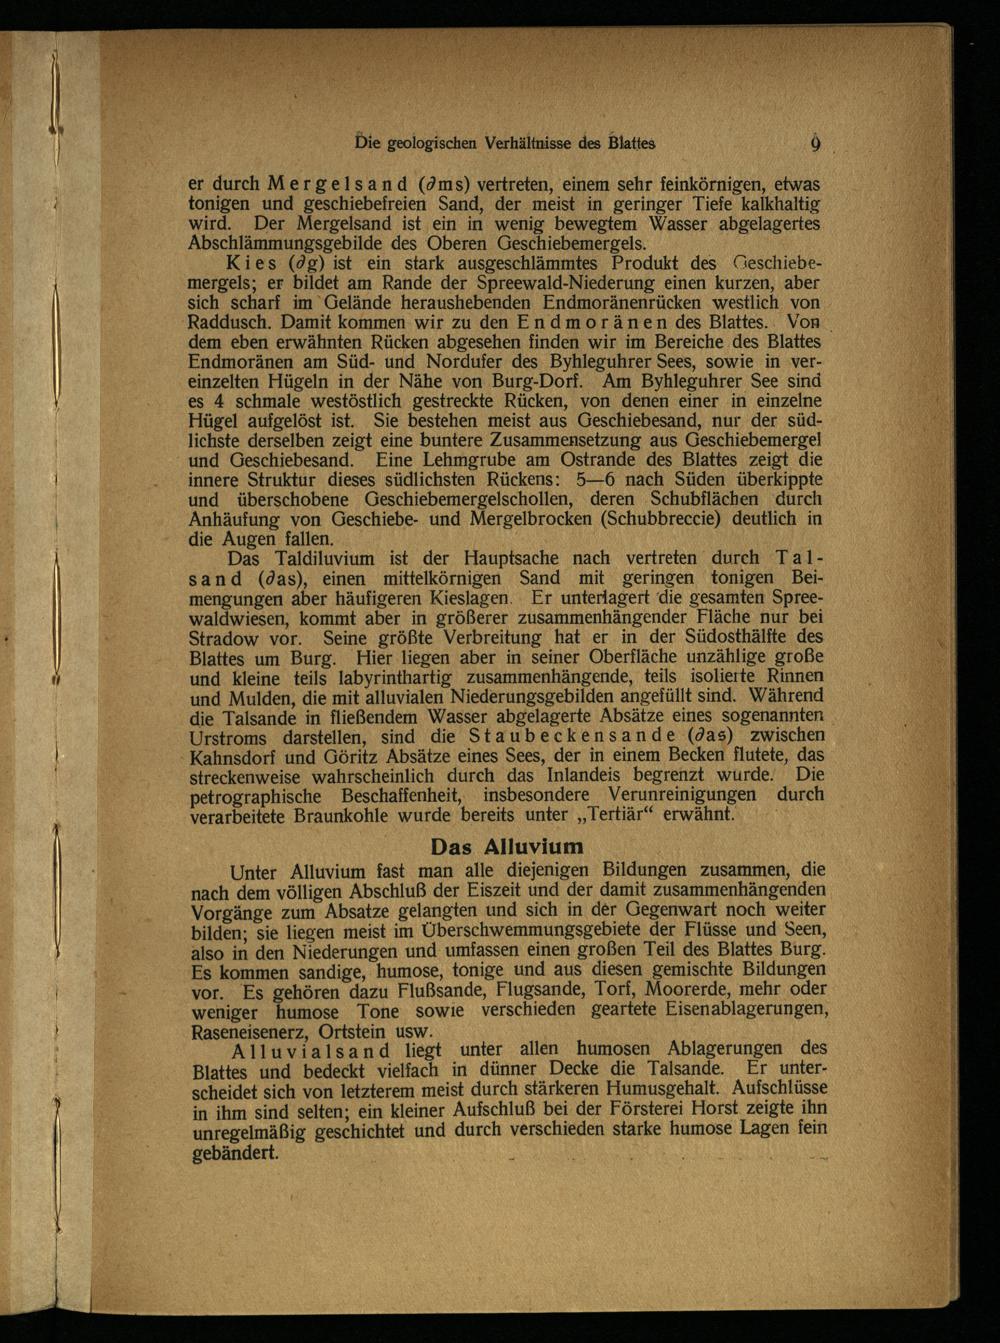 Die geologischen Verhältnisse des Blattes 9
er durch Mergelsand (∂ms) vertreten, einem sehr feinkörnigen, etwas
tonigen und geschiebefreien Sand, der meist in geringer Tiefe kalkhaltig
wird. Der Mergelsand ist ein in wenig bewegtem Wasser abgelagertes
Abschlämmungsgebilde des Oberen Geschiebemergels.
Kies (∂g) ist ein stark ausgeschlämmtes Produkt des Geschiebe-
mergels; er bildet am Rande der Spreewald-Niederung einen kurzen, aber
sich scharf im Gelände heraushebenden Endmoränenrücken westlich von
Raddusch. Damit kommen wir zu den Endmoränen des Blattes. Von
dem eben erwähnten Rücken abgesehen finden wir im Bereiche des Blattes
Endmoränen am Süd- und Nordufer des Byhleguhrer Sees, sowie in ver-
einzelten Hügeln in der Nähe von Burg-Dorf. Am Byhleguhrer See sind
es 4 schmale westöstlich gestreckte Rücken, von denen einer in einzelne
Hügel aufgelöst ist. Sie bestehen meist aus Geschiebesand, nur der süd-
lichste derselben zeigt eine buntere Zusammensetzung aus Geschiebemergel
und Geschiebesand. Eine Lehmgrube am Ostrande des Blattes zeigt die
innere Struktur dieses südlichsten Rückens: 5—6 nach Süden überkippte
und überschobene Geschiebemergelschollen, deren Schubflächen durch
Anhäufung von Geschiebe- und Mergelbrocken (Schubbreccie) deutlich in
die Augen fallen.
Das Taldiluvium ist der Hauptsache nach vertreten durch Tal-
sand (∂as), einen mittelkörnigen Sand mit geringen tonigen Bei-
mengungen aber häufigeren Kieslagen. Er unterlagert die gesamten Spree-
waldwiesen, kommt aber in größerer zusammenhängender Fläche nur bei
Stradow vor. Seine größte Verbreitung hat er in der Südosthälfte des
Blattes um Burg. Hier liegen aber in seiner Oberfläche unzählige große
und kleine teils labyrinthartig zusammenhängende, teils isolierte Rinnen
und Mulden, die mit alluvialen Niederungsgebilden angefüllt sind. Während
die Talsande in fließendem Wasser abgelagerte Absätze eines sogenannten
Urstroms darstellen, sind die Staubeckensande (∂as) zwischen
Kahnsdorf und Göritz Absätze eines Sees, der in einem Becken flutete, das
streckenweise wahrscheinlich durch das Inlandeis begrenzt wurde. Die
petrographische Beschaffenheit, insbesondere Verunreinigungen durch
verarbeitete Braunkohle wurde bereits unter „Tertiär“ erwähnt.
Das Alluvium
Unter Alluvium fast man alle diejenigen Bildungen zusammen, die
nach dem völligen Abschluß der Eiszeit und der damit zusammenhängenden
Vorgänge zum Absatze gelangten und sich in der Gegenwart noch weiter
bilden; sie liegen meist im Überschwemmungsgebiete der Flüsse und Seen,
also in den Niederungen und umfassen einen großen Teil des Blattes Burg.
Es kommen sandige, humose, tonige und aus diesen gemischte Bildungen
vor. Es gehören dazu Flußsande, Flugsande, Torf, Moorerde, mehr oder
weniger humose Tone sowie verschieden geartete Eisenablagerungen,
Raseneisenerz, Ortstein usw.
Alluvialsand liegt unter allen humosen Ablagerungen des
Blattes und bedeckt vielfach in dünner Decke die Talsande. Er unter-
scheidet sich von letzterem meist durch stärkeren Humusgehalt. Aufschlüsse
in ihm sind selten; ein kleiner Aufschluß bei der Försterei Horst zeigte ihn
unregelmäßig geschichtet und durch verschieden starke humose Lagen fein
gebändert.